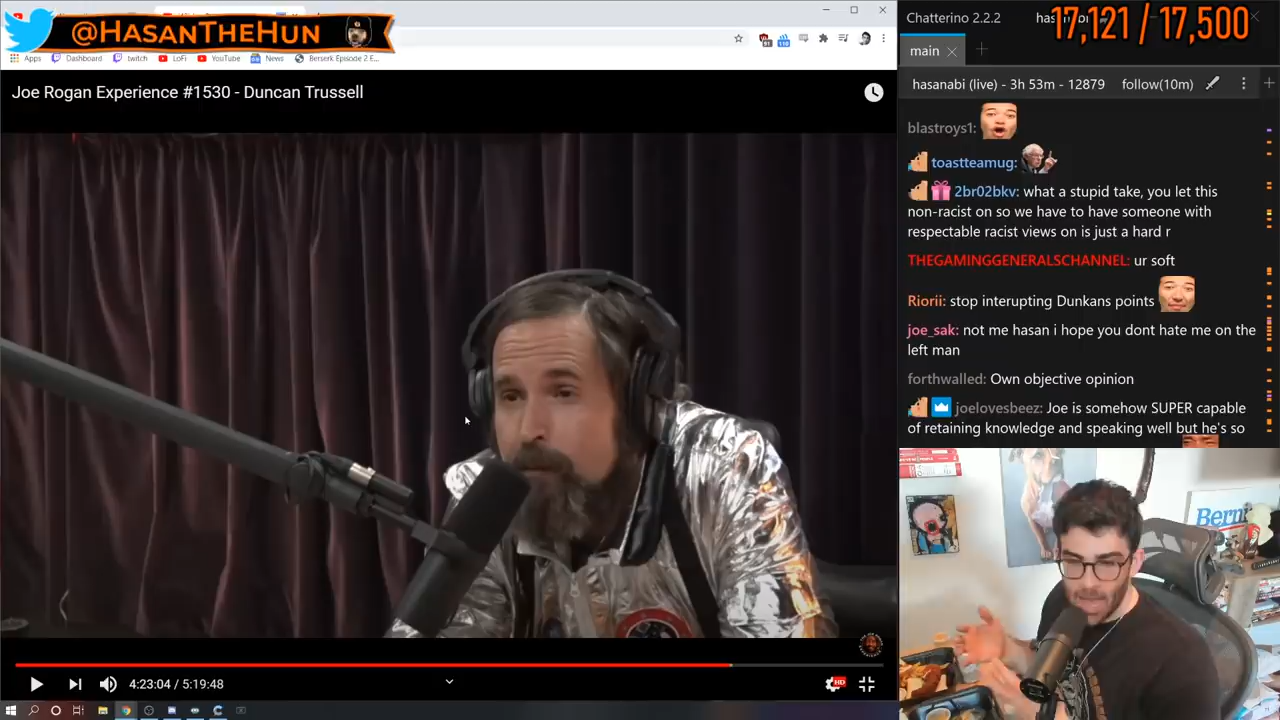 @HASANTHEHUN
Apps Dashboard twitch LoFi YouTube News Berserk Episode 2 E...
Joe Rogan Experience #1530 - Duncan Trussell
4:23:04 / 5:19:48
HD
Chatterino 2.2.2
17,121 / 17,500
main
hasanabi (live) - 3h 53m - 12879 follow(10m)
blastroys1:
toastteamug:
2br02bkv: what a stupid take, you let this
non-racist on so we have to have someone with
respectable racist views on is just a hard r
THEGAMINGGENERALSCHANNEL: ur soft
Riorii: stop interupting Dunkans points
joe_sak: not me hasan i hope you dont hate me on the
left man
forthwalled: Own objective opinion
joelovesbeez: Joe is somehow SUPER capable
of retaining knowledge and speaking well but he's so
Bern